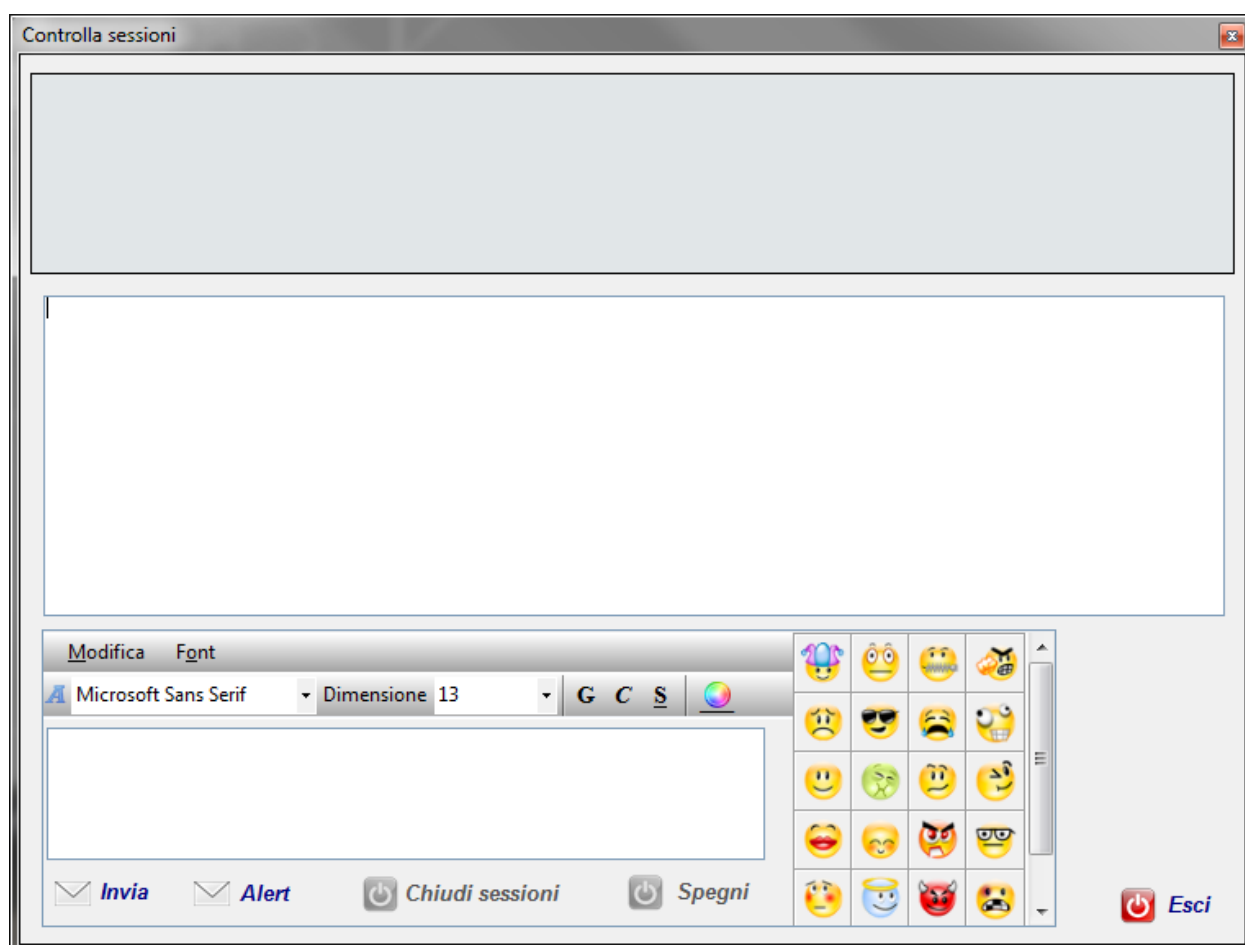 Controlla sessioni
Modifica Font
Microsoft Sans Serif Dimensione 13 G C S
Invia Alert Chiudi sessioni Spegni Esci